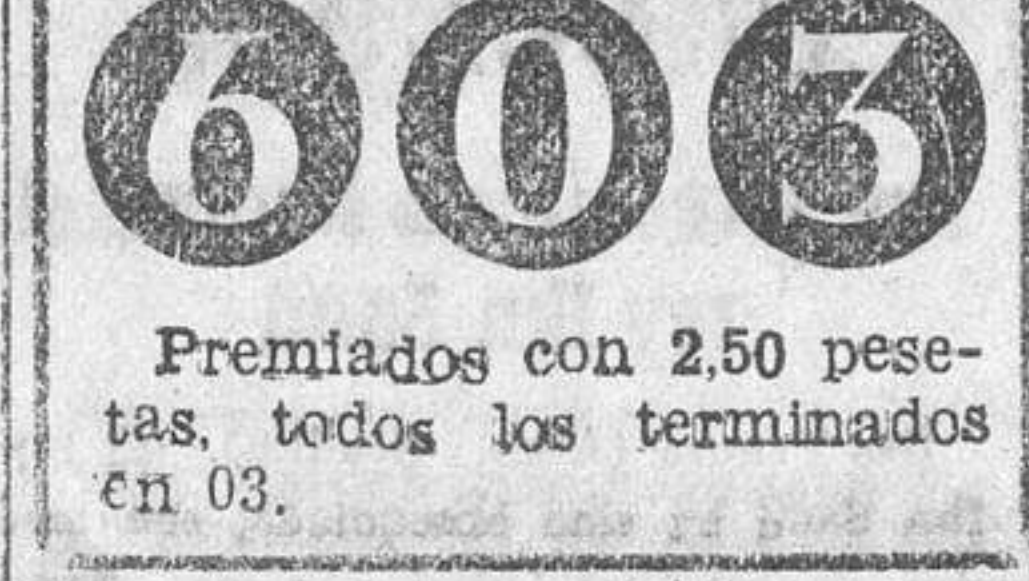 603
Premiados con 2,50 pese-
tas, todos los terminados
en 03.